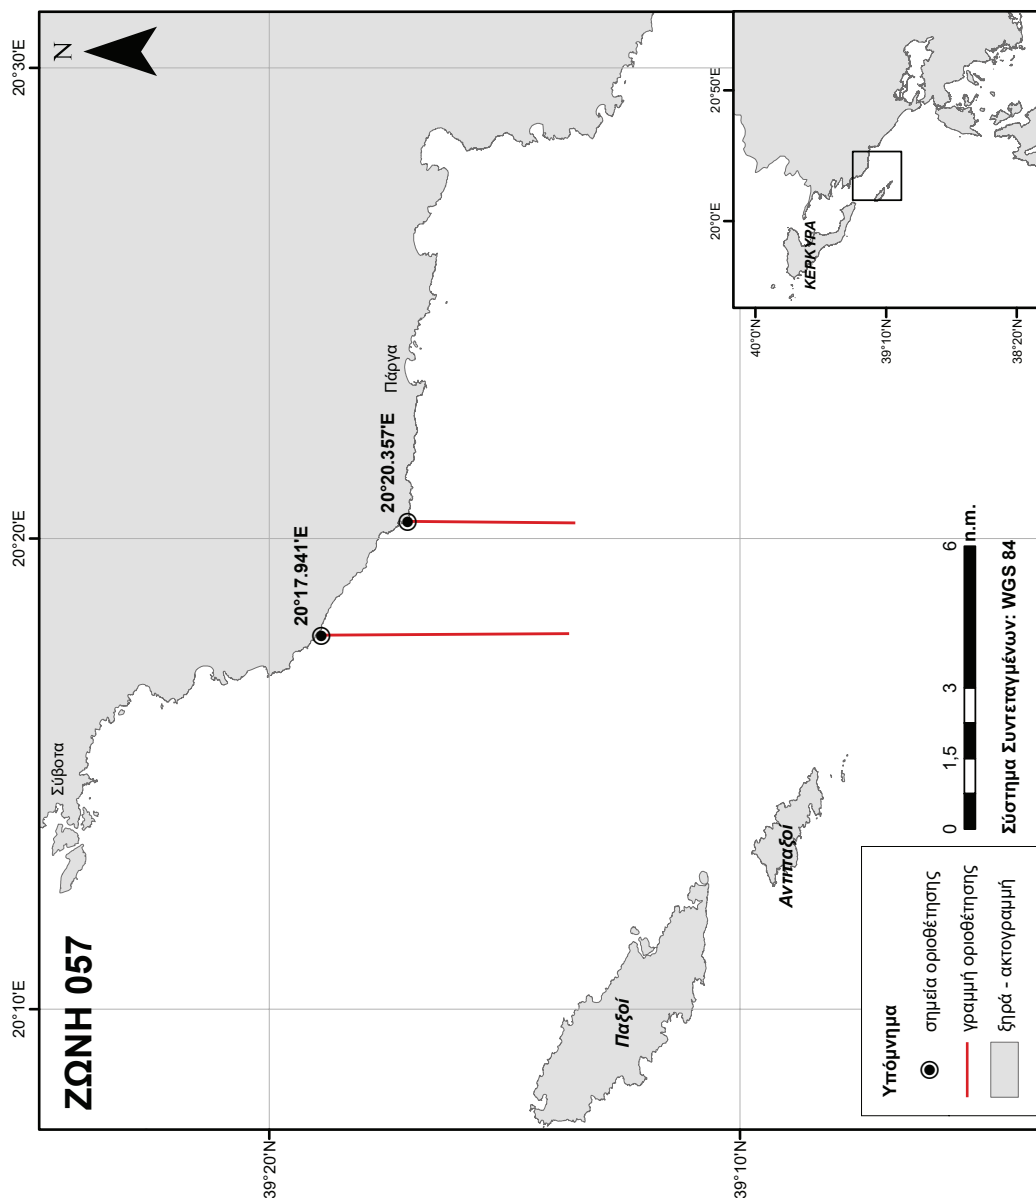 ΖΩΝΗ 057
N
20°10'E
20°20'E
20°30'E
39°20'N
39°10'N
Σύβοτα
20°17.941'E
20°20.357'E
Πάργα
Παξοί
Αντιπαξοί
Υπόμνημα
σημεία οριοθέτησης
γραμμή οριοθέτησης
ξηρά - ακτογραμμή
0 1,5 3 6
n.m.
Σύστημα Συντεταγμένων: WGS 84
20°0'E
20°50'E
40°0'N
39°10'N
38°20'N
ΚΕΡΚΥΡΑ